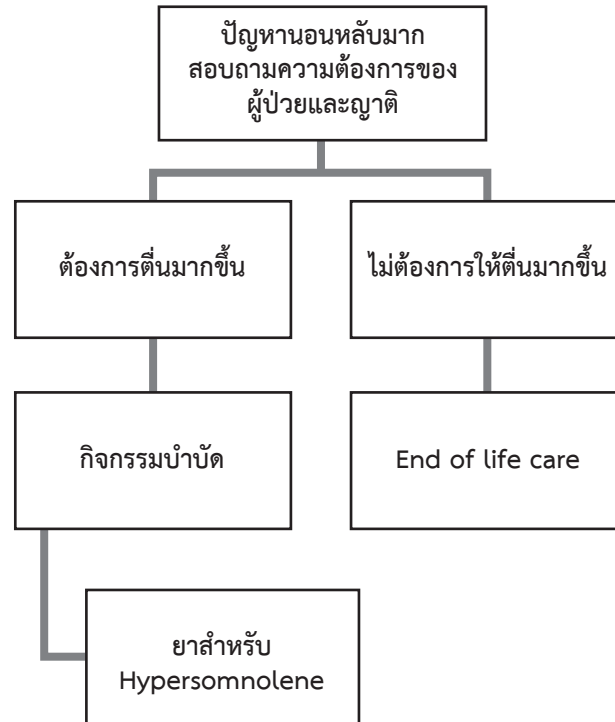 ปัญหานอนหลับมาก
สอบถามความต้องการของ
ผู้ป่วยและญาติ
ต้องการตื่นมากขึ้น
ไม่ต้องการให้ตื่นมากขึ้น
กิจกรรมบำบัด
End of life care
ยาสำหรับ
Hypersomnolene